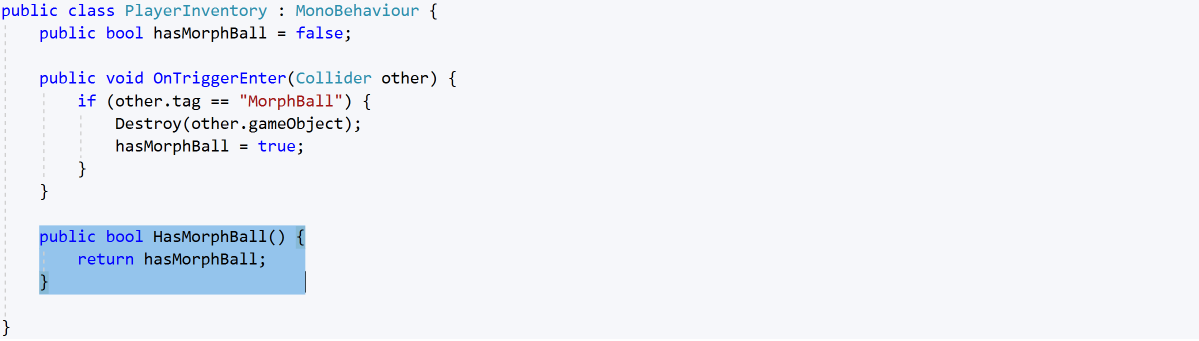 public class PlayerInventory : MonoBehaviour {
    public bool hasMorphBall = false;

    public void OnTriggerEnter(Collider other) {
        if (other.tag == "MorphBall") {
            Destroy(other.gameObject);
            hasMorphBall = true;
        }
    }

    public bool HasMorphBall() {
        return hasMorphBall;
    }

}